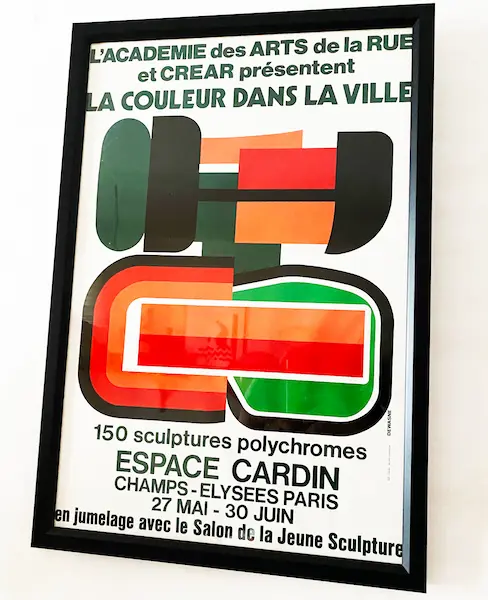 L'ACADEMIE des ARTS de la RUE
et CREAR présentent
LA COULEUR DANS LA VILLE
DEWASNE
150 sculptures polychromes
ESPACE CARDIN
CHAMPS-ELYSEES PARIS
27 MAI - 30 JUIN
en jumelage avec le Salon de la Jeune Sculpture